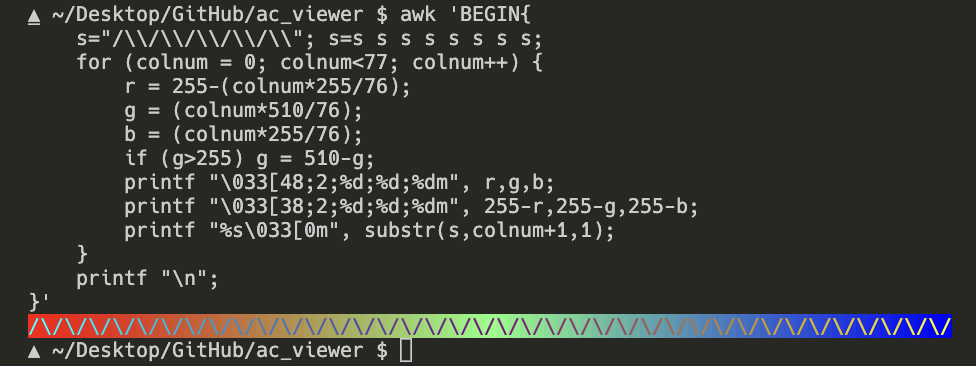 ▲ ~/Desktop/GitHub/ac_viewer $ awk 'BEGIN{
    s="/\\/\\/\\/\\/\\"; s=s s s s s s s s;
    for (colnum = 0; colnum<77; colnum++) {
        r = 255-(colnum*255/76);
        g = (colnum*510/76);
        b = (colnum*255/76);
        if (g>255) g = 510-g;
        printf "\033[48;2;%d;%d;%dm", r,g,b;
        printf "\033[38;2;%d;%d;%dm", 255-r,255-g,255-b;
        printf "%s\033[0m", substr(s,colnum+1,1);
    }
    printf "\n";
}'
/\/\/\/\/\/\/\/\/\/\/\/\/\/\/\/\/\/\/\/\/\/\/\/\/\/\/\/\/\/\/\/\/\/\/\/\/\/\/
▲ ~/Desktop/GitHub/ac_viewer $